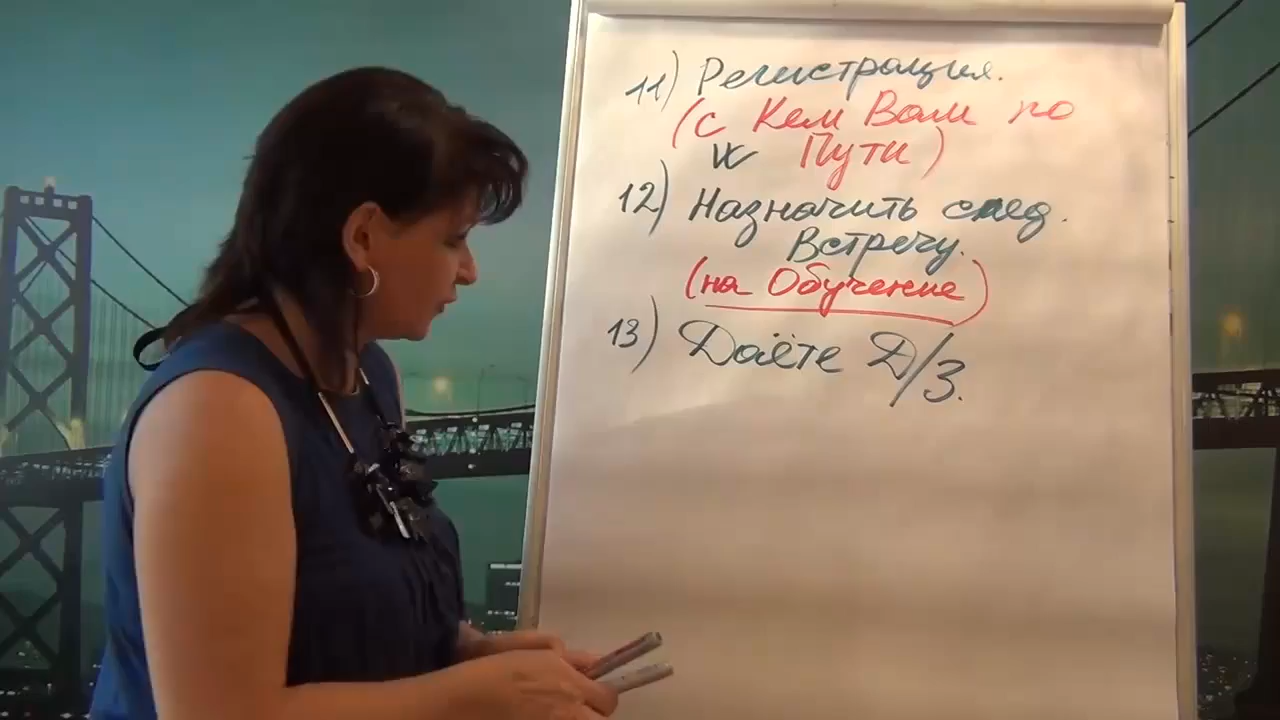 11) Регистрация.
(с Кем Вам по
Пути)
12) Назначить след.
Встречу.
(на Обучение)
13) Даёте Д/З.